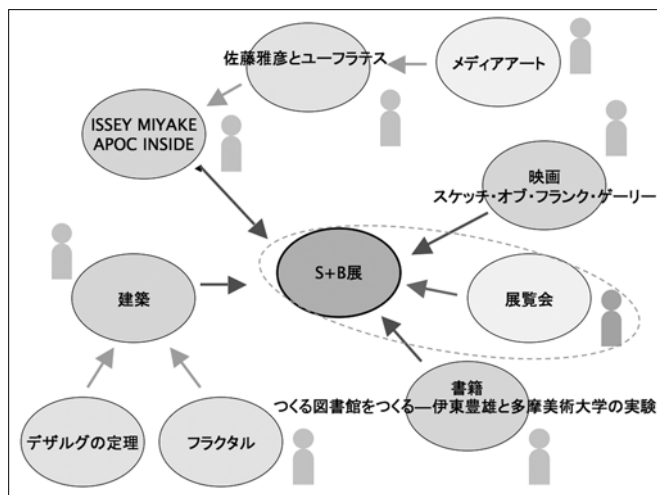 佐藤雅彦とユーフラテス
メディアアート
ISSEY MIYAKE
APOC INSIDE
映画
スケッチ・オブ・フランク・ゲーリー
S+B展
展覧会
建築
書籍
つくる図書館をつくる―伊東豊雄と多摩美術大学の実験
デザルグの定理
フラクタル